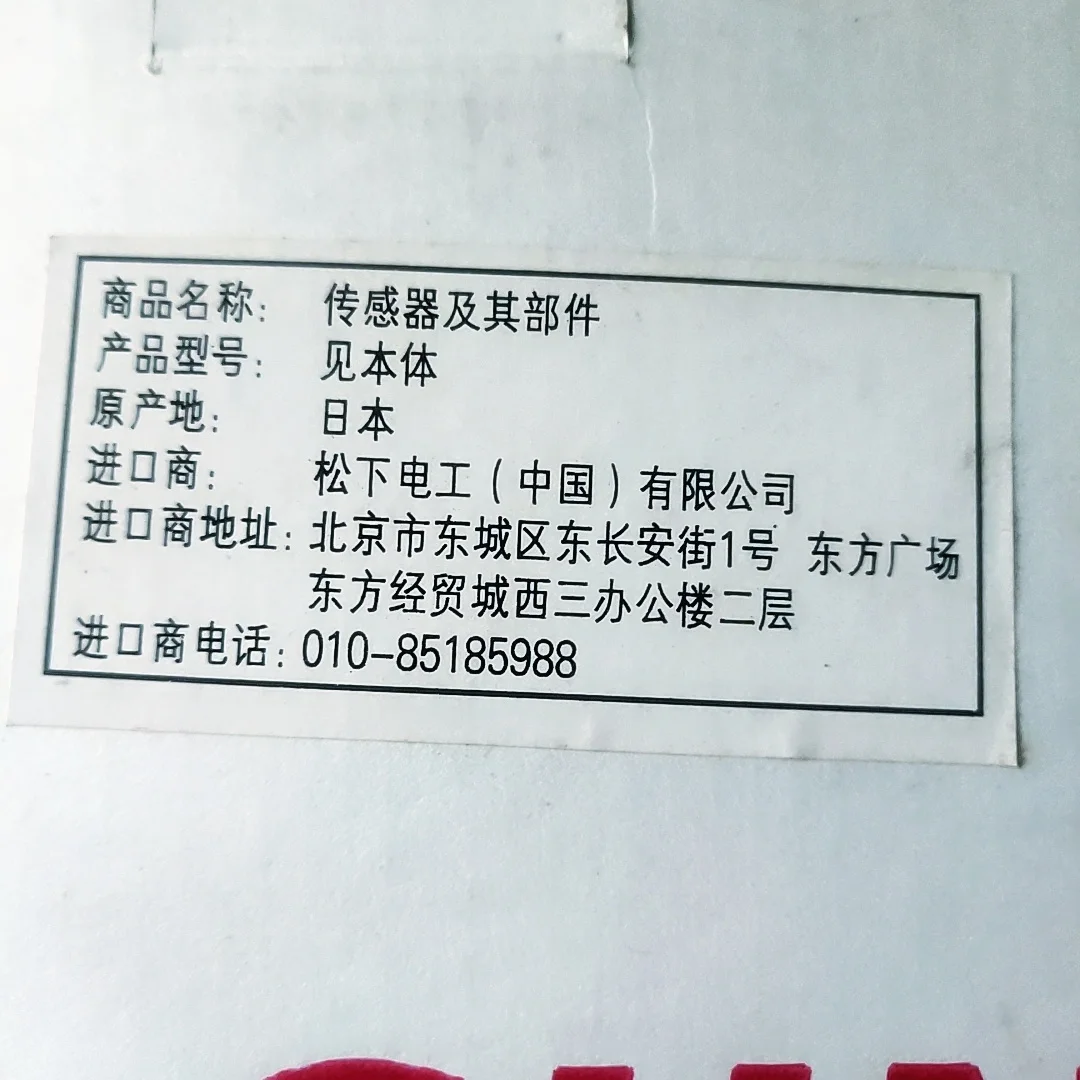 商品名称: 传感器及其部件
产品型号: 见本体
原产地: 日本
进口商: 松下电工(中国)有限公司
进口商地址: 北京市东城区东长安街1号 东方广场
东方经贸城西三办公楼二层
进口商电话: 010-85185988